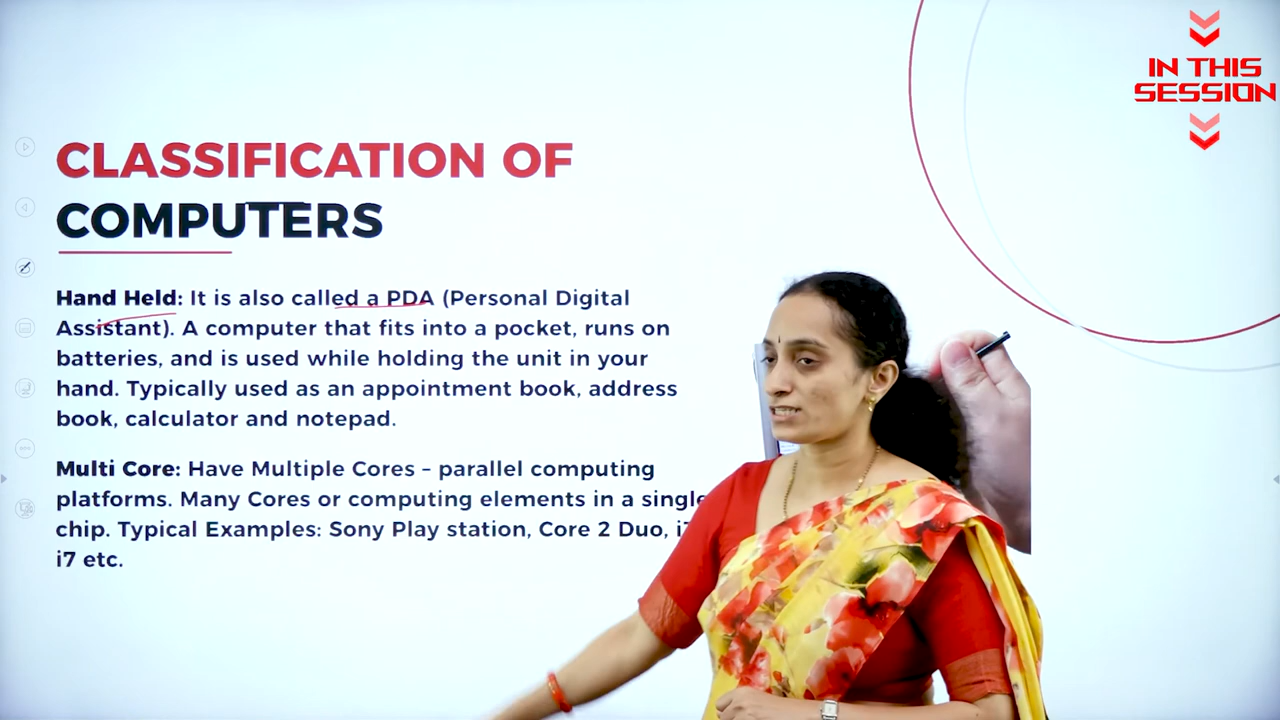 IN THIS
SESSION
CLASSIFICATION OF
COMPUTERS
Hand Held: It is also called a PDA (Personal Digital
Assistant). A computer that fits into a pocket, runs on
batteries, and is used while holding the unit in your
hand. Typically used as an appointment book, address
book, calculator and notepad.
Multi Core: Have Multiple Cores – parallel computing
platforms. Many Cores or computing elements in a single
chip. Typical Examples: Sony Play station, Core 2 Duo,
i7 etc.